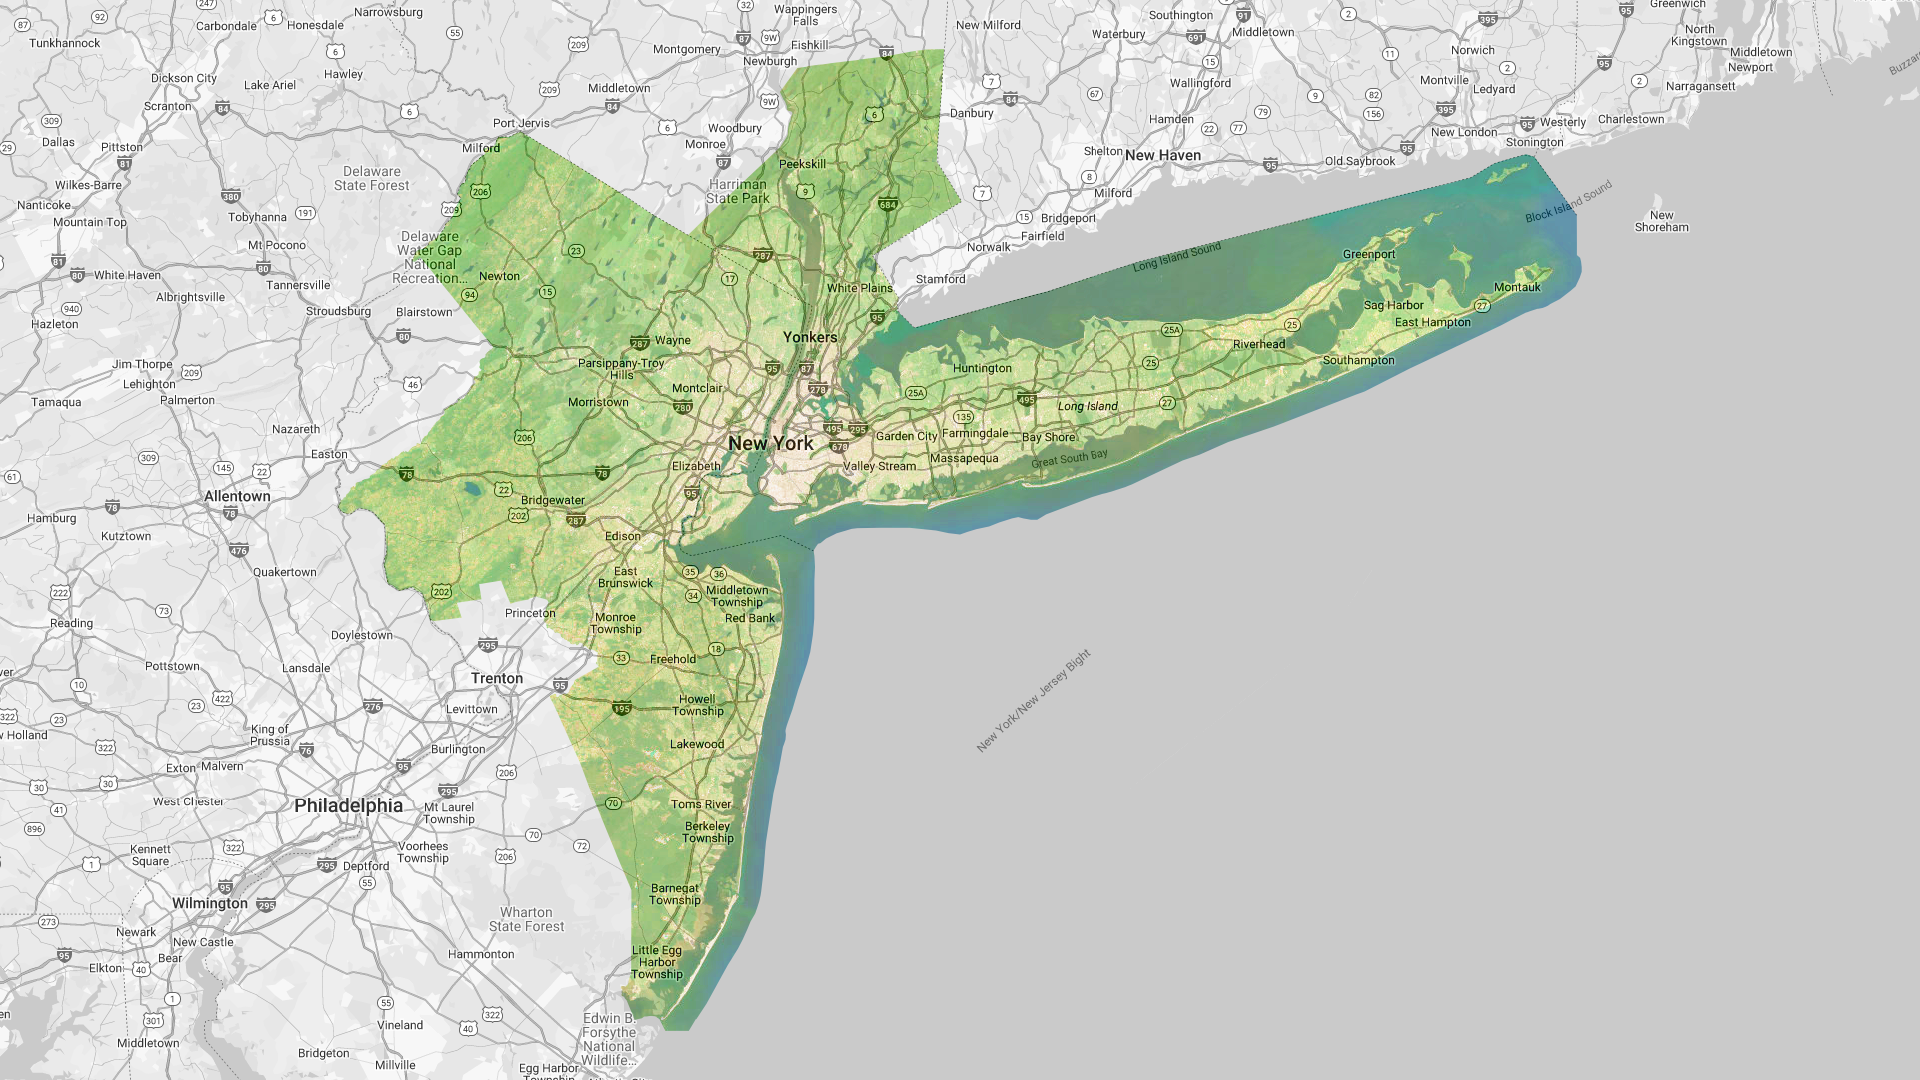 Narrowsburg
Wappingers
Falls
Fishkill
Newburgh
Montgomery
New Milford
Southington
Waterbury
Middletown
Wallingford
Greenwich
North
Kingstown
Norwich
Middletown
Newport
Montville
Ledyard
Narragansett
Carbondale
Honesdale
Tunkhannock
Dickson City
Hawley
Lake Ariel
Scranton
Middletown
Port Jervis
Milford
Woodbury
Monroe
Danbury
Hamden
New London
Westerly
Charlestown
Stonington
Old Saybrook
Dallas
Pittston
Wilkes-Barre
Nanticoke
Mountain Top
Delaware
State Forest
Tobyhanna
Mt Pocono
White Haven
Tannersville
Albrightsville
Hazleton
Stroudsburg
Blairstown
Delaware
Water Gap
National
Recreation...
Newton
Peekskill
Harriman
State Park
Shelton
New Haven
Milford
Bridgeport
Fairfield
Norwalk
Stamford
Long Island Sound
Block Island Sound
New
Shoreham
White Plains
Yonkers
Wayne
Parsippany-Troy
Hills
Montclair
Morristown
New York
Elizabeth
Greenport
Montauk
Sag Harbor
East Hampton
Riverhead
Southampton
Huntington
Long Island
Garden City
Farmingdale
Bay Shore
Valley Stream
Massapequa
Great South Bay
Jim Thorpe
Lehighton
Palmerton
Tamaqua
Nazareth
Easton
Allentown
Hamburg
Kutztown
Quakertown
Bridgewater
Edison
East
Brunswick
Middletown
Township
Red Bank
Princeton
Monroe
Township
Freehold
Howell
Township
Lakewood
Toms River
Berkeley
Township
Barnegat
Township
Little Egg
Harbor
Township
New York/New Jersey Bight
Reading
Doylestown
Pottstown
Lansdale
Trenton
Levittown
King of
Prussia
Burlington
Exton
Malvern
West Chester
Philadelphia
Mt Laurel
Township
Voorhees
Township
Deptford
Kennett
Square
Wilmington
Newark
New Castle
Bear
Elkton
Wharton
State Forest
Hammonton
Vineland
Middletown
Bridgeton
Millville
Edwin B.
Forsythe
National
Wildlife...
Egg Harbor